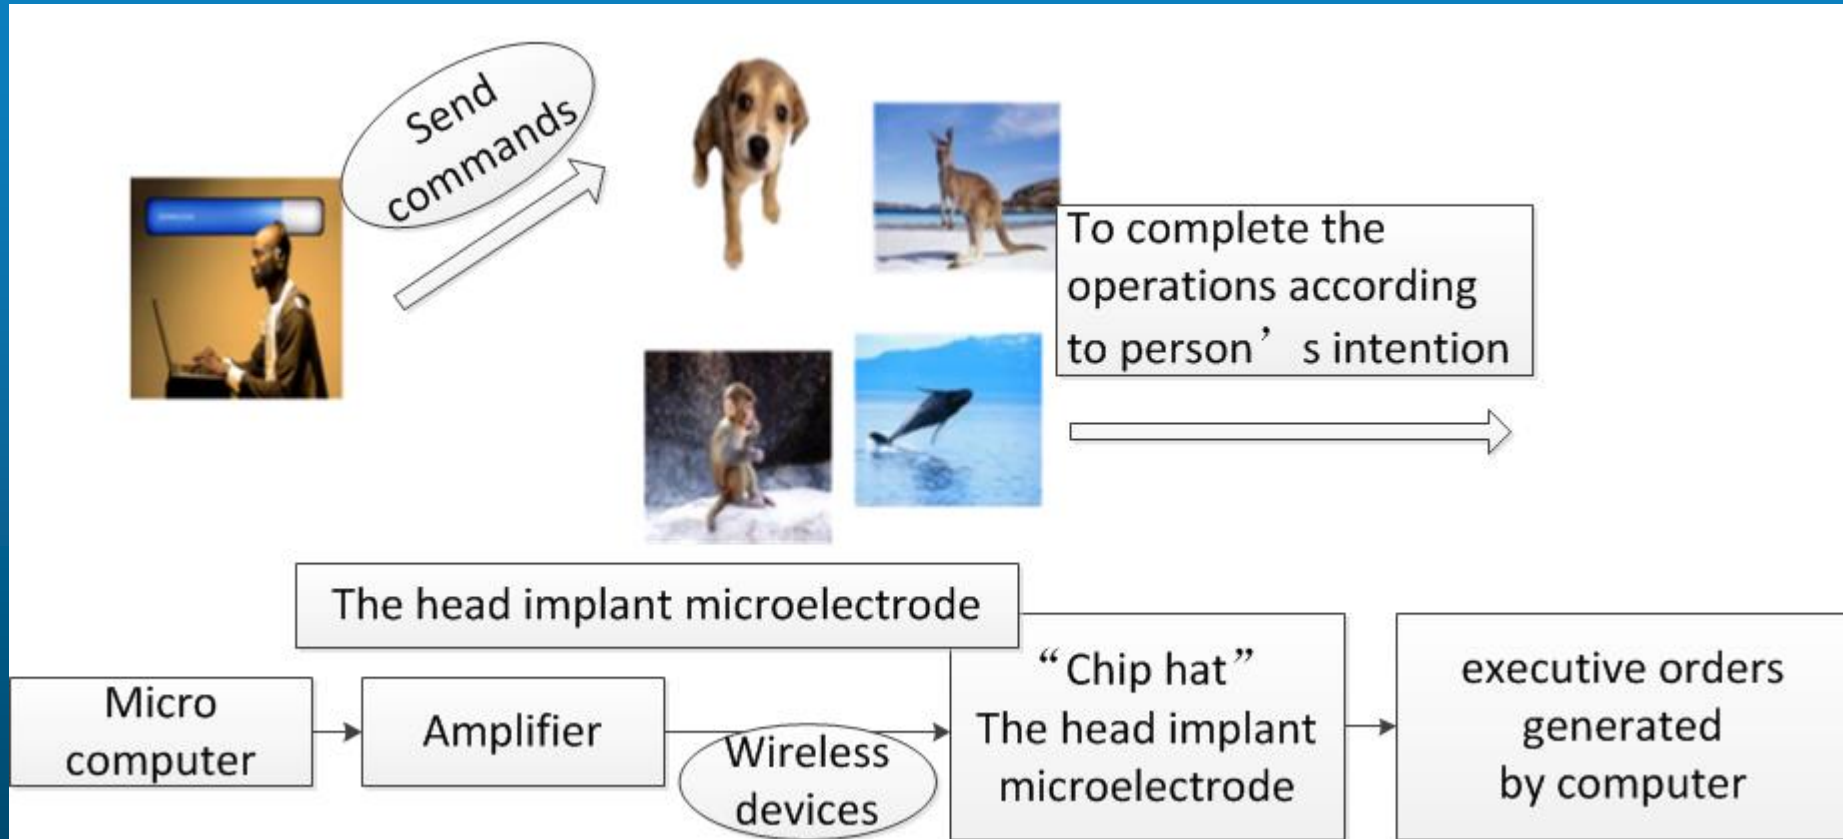 Send
commands
To complete the
operations according
to person’ s intention
The head implant microelectrode
Micro
computer
Amplifier
Wireless
devices
“Chip hat”
The head implant
microelectrode
executive orders
generated
by computer